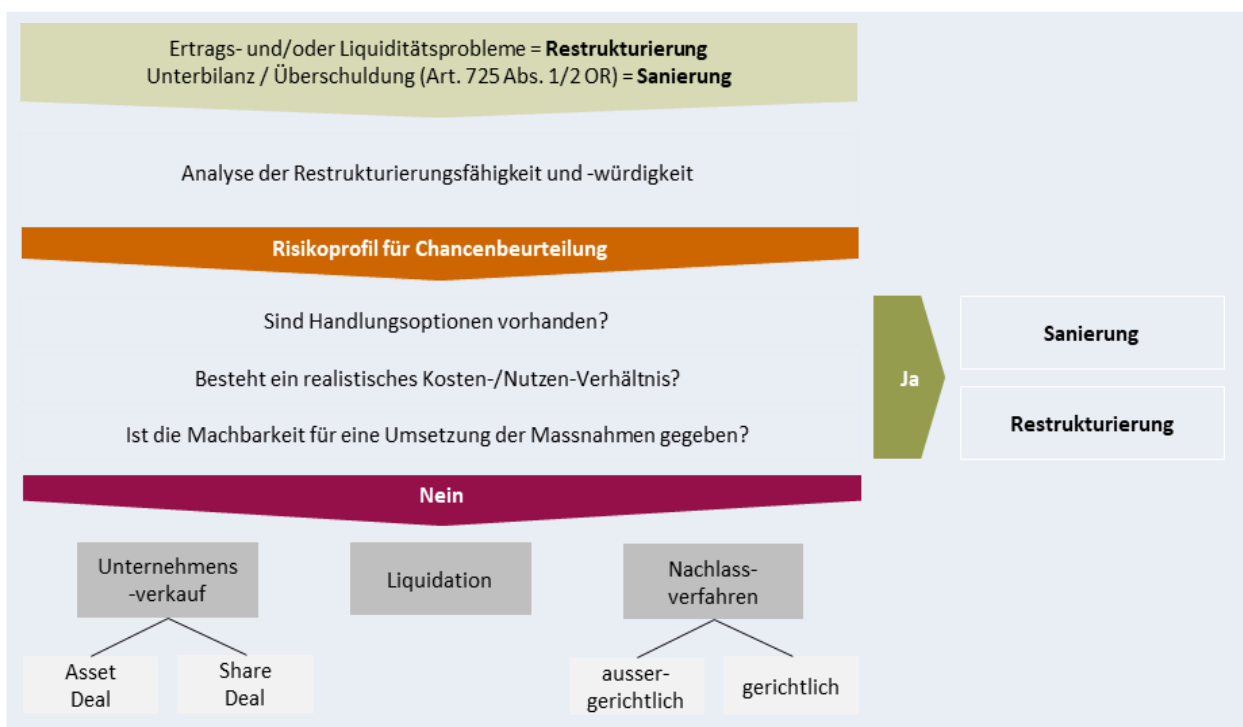 Ertrags- und/oder Liquiditätsprobleme = Restrukturierung
Unterbilanz / Überschuldung (Art. 725 Abs. 1/2 OR) = Sanierung
Analyse der Restrukturierungsfähigkeit und -würdigkeit
Risikoprofil für Chancenbeurteilung
Sind Handlungsoptionen vorhanden?
Besteht ein realistisches Kosten-/Nutzen-Verhältnis?
Ist die Machbarkeit für eine Umsetzung der Massnahmen gegeben?
Ja
Sanierung
Restrukturierung
Nein
Unternehmens
-verkauf
Liquidation
Nachlass-
verfahren
Asset
Deal
Share
Deal
ausser-
gerichtlich
gerichtlich